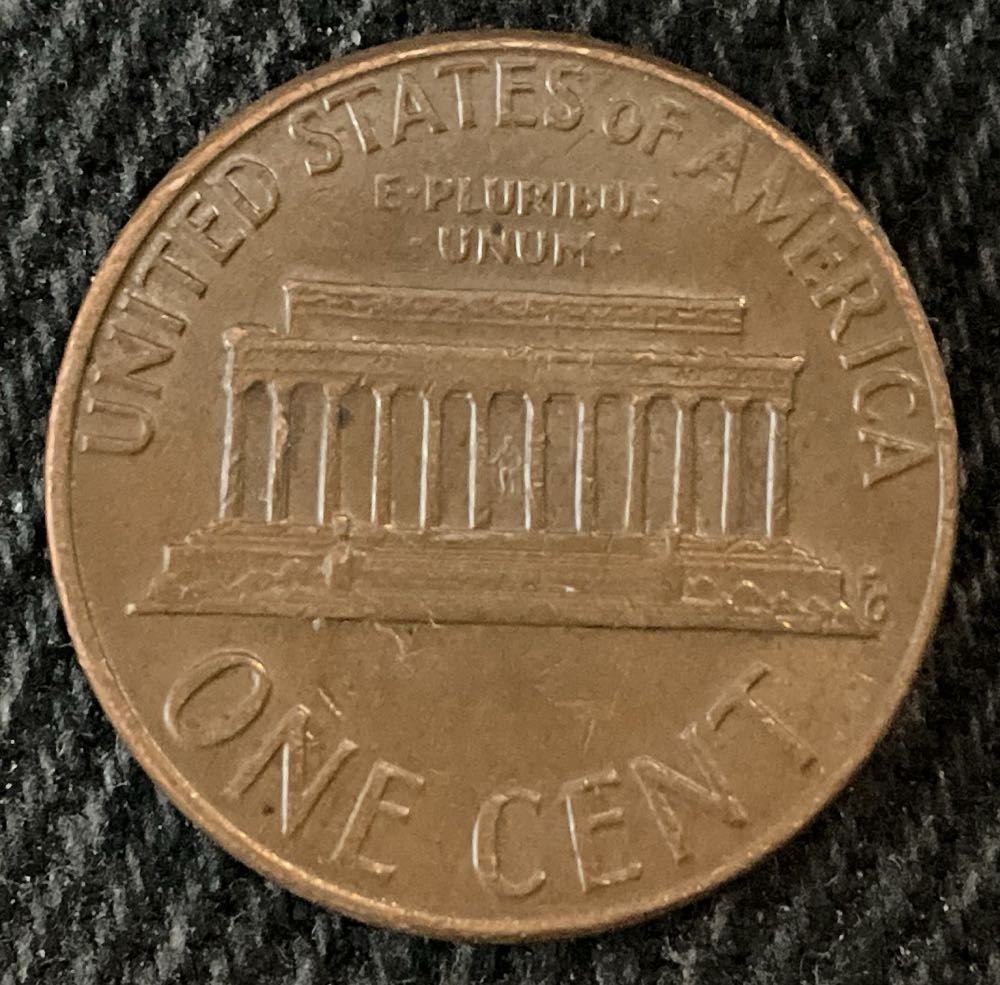 UNITED STATES OF AMERICA
E·PLURIBUS
·UNUM·
FG
ONE CENT